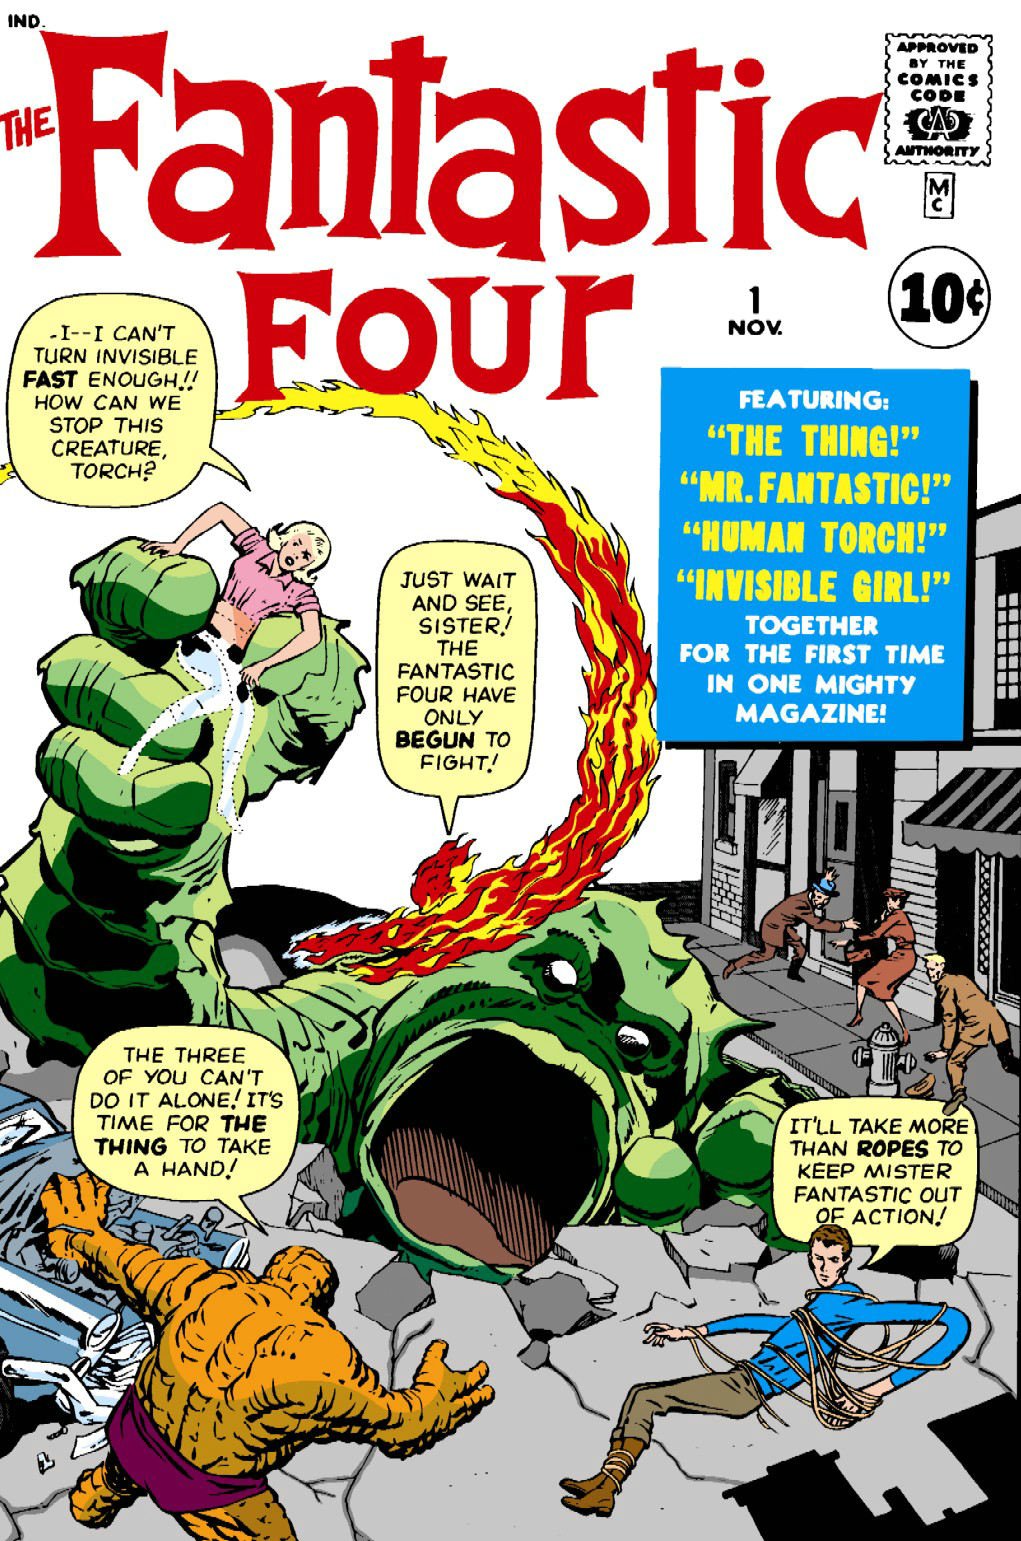 IND.
THE
FANTASTIC
FOUR
APPROVED
BY THE
COMICS
CODE
CA
AUTHORITY
M
C
10¢
1
NOV.
-I--I CAN'T
TURN INVISIBLE
FAST ENOUGH!!
HOW CAN WE
STOP THIS
CREATURE,
TORCH?
FEATURING:
“THE THING!”
“MR. FANTASTIC!”
“HUMAN TORCH!”
“INVISIBLE GIRL!”
TOGETHER
FOR THE FIRST TIME
IN ONE MIGHTY
MAGAZINE!
JUST WAIT
AND SEE,
SISTER!
THE
FANTASTIC
FOUR HAVE
ONLY
BEGUN TO
FIGHT!
THE THREE
OF YOU CAN'T
DO IT ALONE! IT'S
TIME FOR THE
THING TO TAKE
A HAND!
IT'LL TAKE MORE
THAN ROPES TO
KEEP MISTER
FANTASTIC OUT
OF ACTION!